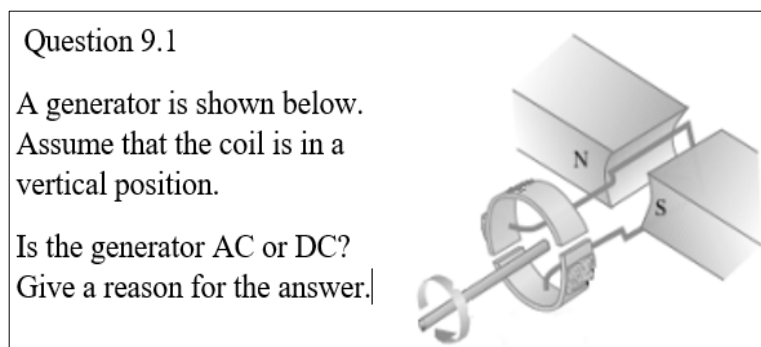 Question 9.1
A generator is shown below.
Assume that the coil is in a
vertical position.
Is the generator AC or DC?
Give a reason for the answer.
N
S